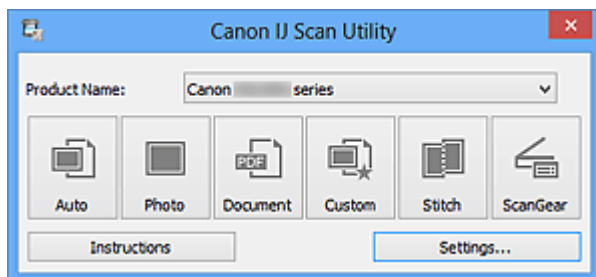 Canon IJ Scan Utility
Product Name: Canon series
PDF
Auto Photo Document Custom Stitch ScanGear
Instructions Settings...